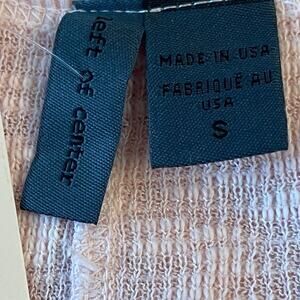 left of center
MADE IN USA
FABRIQUÉ AU
USA
S